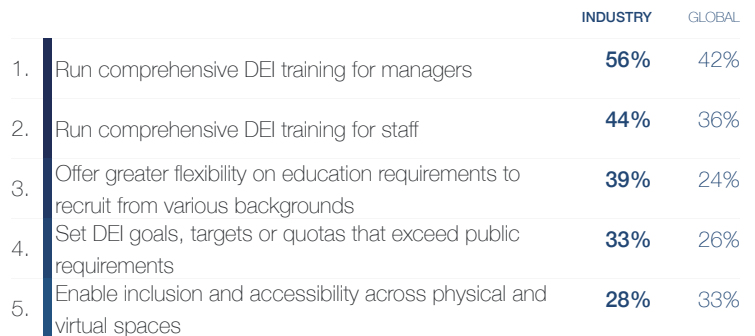 INDUSTRY GLOBAL
1. Run comprehensive DEI training for managers 56% 42%
2. Run comprehensive DEI training for staff 44% 36%
3. Offer greater flexibility on education requirements to
recruit from various backgrounds 39% 24%
4. Set DEI goals, targets or quotas that exceed public
requirements 33% 26%
5. Enable inclusion and accessibility across physical and
virtual spaces 28% 33%